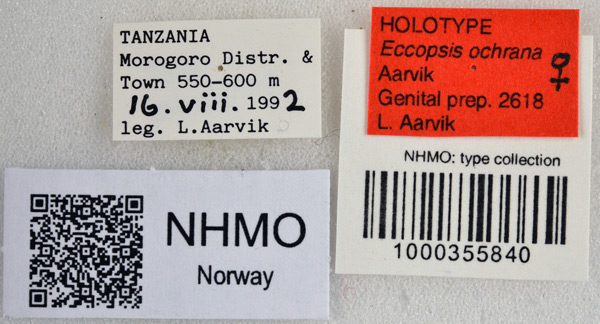 TANZANIA
Morogoro Distr. &
Town 550-600 m
16.viii.1992
leg. L.Aarvik
HOLOTYPE
Eccopsis ochrana
Aarvik ♀
Genital prep. 2618
L. Aarvik
NHMO: type collection
1000355840
NHMO
Norway